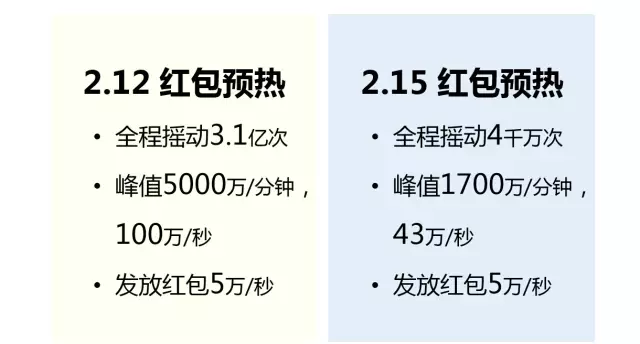 2.12 红包预热
• 全程摇动3.1亿次
• 峰值5000万/分钟，
100万/秒
• 发放红包5万/秒
2.15 红包预热
• 全程摇动4千万次
• 峰值1700万/分钟，
43万/秒
• 发放红包5万/秒